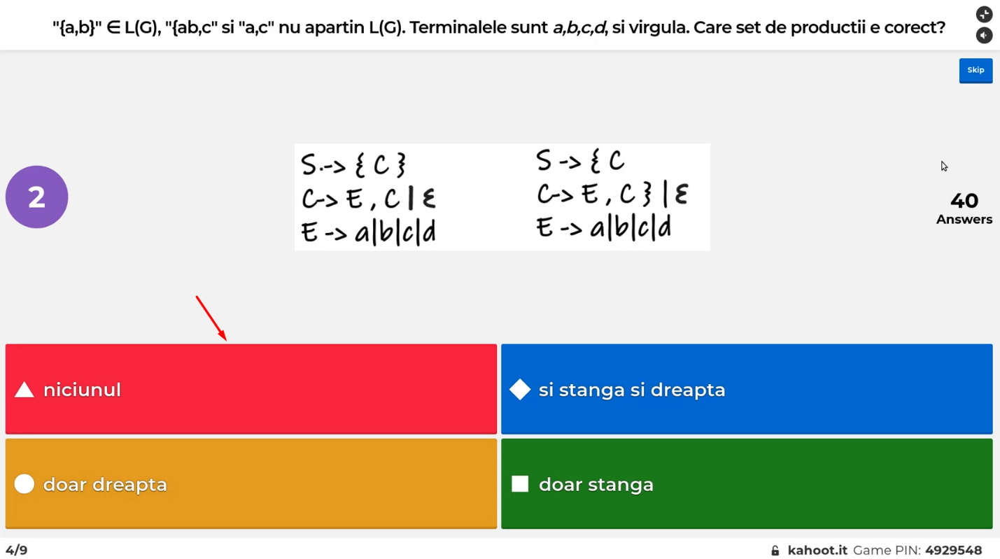 "{a,b}" ∈ L(G), "{ab,c" si "a,c" nu apartin L(G). Terminalele sunt a,b,c,d, si virgula. Care set de productii e corect?
Skip
2
S.-> { C }
C-> E , C | ε
E -> a|b|c|d
S -> { C
C-> E , C } | ε
E -> a|b|c|d
40
Answers
niciunul
si stanga si dreapta
doar dreapta
doar stanga
4/9
kahoot.it Game PIN: 4929548